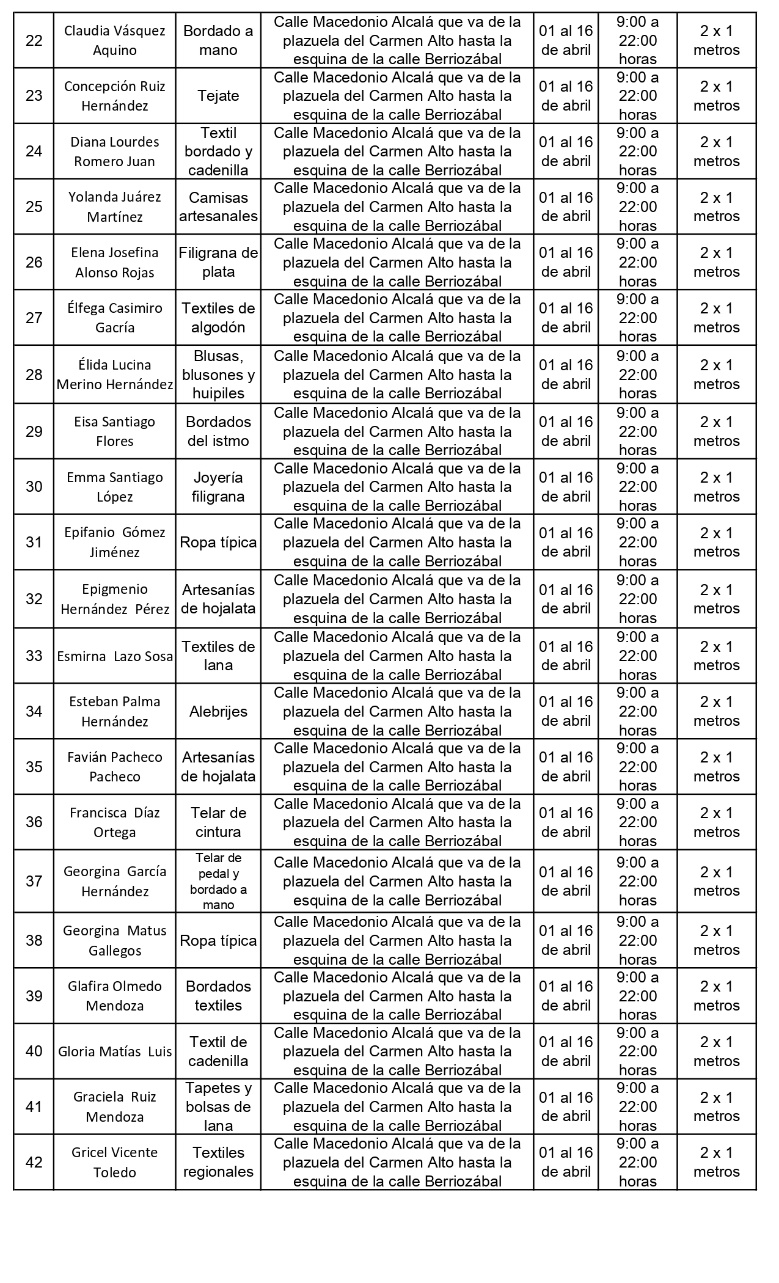 22
Claudia Vásquez
Aquino
Bordado a
mano
Calle Macedonio Alcalá que va de la
plazuela del Carmen Alto hasta la
esquina de la calle Berriozábal
01 al 16
de abril
9:00 a
22:00
horas
2 x 1
metros
23
Concepción Ruiz
Hernández
Tejate
Calle Macedonio Alcalá que va de la
plazuela del Carmen Alto hasta la
esquina de la calle Berriozábal
01 al 16
de abril
9:00 a
22:00
horas
2 x 1
metros
24
Diana Lourdes
Romero Juan
Textil
bordado y
cadenilla
Calle Macedonio Alcalá que va de la
plazuela del Carmen Alto hasta la
esquina de la calle Berriozábal
01 al 16
de abril
9:00 a
22:00
horas
2 x 1
metros
25
Yolanda Juárez
Martínez
Camisas
artesanales
Calle Macedonio Alcalá que va de la
plazuela del Carmen Alto hasta la
esquina de la calle Berriozábal
01 al 16
de abril
9:00 a
22:00
horas
2 x 1
metros
26
Elena Josefina
Alonso Rojas
Filigrana de
plata
Calle Macedonio Alcalá que va de la
plazuela del Carmen Alto hasta la
esquina de la calle Berriozábal
01 al 16
de abril
9:00 a
22:00
horas
2 x 1
metros
27
Élfega Casimiro
Gacría
Textiles de
algodón
Calle Macedonio Alcalá que va de la
plazuela del Carmen Alto hasta la
esquina de la calle Berriozábal
01 al 16
de abril
9:00 a
22:00
horas
2 x 1
metros
28
Élida Lucina
Merino Hernández
Blusas,
blusones y
huipiles
Calle Macedonio Alcalá que va de la
plazuela del Carmen Alto hasta la
esquina de la calle Berriozábal
01 al 16
de abril
9:00 a
22:00
horas
2 x 1
metros
29
Eisa Santiago
Flores
Bordados
del istmo
Calle Macedonio Alcalá que va de la
plazuela del Carmen Alto hasta la
esquina de la calle Berriozábal
01 al 16
de abril
9:00 a
22:00
horas
2 x 1
metros
30
Emma Santiago
López
Joyería
filigrana
Calle Macedonio Alcalá que va de la
plazuela del Carmen Alto hasta la
esquina de la calle Berriozábal
01 al 16
de abril
9:00 a
22:00
horas
2 x 1
metros
31
Epifanio Gómez
Jiménez
Ropa típica
Calle Macedonio Alcalá que va de la
plazuela del Carmen Alto hasta la
esquina de la calle Berriozábal
01 al 16
de abril
9:00 a
22:00
horas
2 x 1
metros
32
Epigmenio
Hernández Pérez
Artesanías
de hojalata
Calle Macedonio Alcalá que va de la
plazuela del Carmen Alto hasta la
esquina de la calle Berriozábal
01 al 16
de abril
9:00 a
22:00
horas
2 x 1
metros
33
Esmirna Lazo Sosa
Textiles de
lana
Calle Macedonio Alcalá que va de la
plazuela del Carmen Alto hasta la
esquina de la calle Berriozábal
01 al 16
de abril
9:00 a
22:00
horas
2 x 1
metros
34
Esteban Palma
Hernández
Alebrijes
Calle Macedonio Alcalá que va de la
plazuela del Carmen Alto hasta la
esquina de la calle Berriozábal
01 al 16
de abril
9:00 a
22:00
horas
2 x 1
metros
35
Favián Pacheco
Pacheco
Artesanías
de hojalata
Calle Macedonio Alcalá que va de la
plazuela del Carmen Alto hasta la
esquina de la calle Berriozábal
01 al 16
de abril
9:00 a
22:00
horas
2 x 1
metros
36
Francisca Díaz
Ortega
Telar de
cintura
Calle Macedonio Alcalá que va de la
plazuela del Carmen Alto hasta la
esquina de la calle Berriozábal
01 al 16
de abril
9:00 a
22:00
horas
2 x 1
metros
37
Georgina García
Hernández
Telar de
pedal y
bordado a
mano
Calle Macedonio Alcalá que va de la
plazuela del Carmen Alto hasta la
esquina de la calle Berriozábal
01 al 16
de abril
9:00 a
22:00
horas
2 x 1
metros
38
Georgina Matus
Gallegos
Ropa típica
Calle Macedonio Alcalá que va de la
plazuela del Carmen Alto hasta la
esquina de la calle Berriozábal
01 al 16
de abril
9:00 a
22:00
horas
2 x 1
metros
39
Glafira Olmedo
Mendoza
Bordados
textiles
Calle Macedonio Alcalá que va de la
plazuela del Carmen Alto hasta la
esquina de la calle Berriozábal
01 al 16
de abril
9:00 a
22:00
horas
2 x 1
metros
40
Gloria Matías Luis
Textil de
cadenilla
Calle Macedonio Alcalá que va de la
plazuela del Carmen Alto hasta la
esquina de la calle Berriozábal
01 al 16
de abril
9:00 a
22:00
horas
2 x 1
metros
41
Graciela Ruiz
Mendoza
Tapetes y
bolsas de
lana
Calle Macedonio Alcalá que va de la
plazuela del Carmen Alto hasta la
esquina de la calle Berriozábal
01 al 16
de abril
9:00 a
22:00
horas
2 x 1
metros
42
Gricel Vicente
Toledo
Textiles
regionales
Calle Macedonio Alcalá que va de la
plazuela del Carmen Alto hasta la
esquina de la calle Berriozábal
01 al 16
de abril
9:00 a
22:00
horas
2 x 1
metros